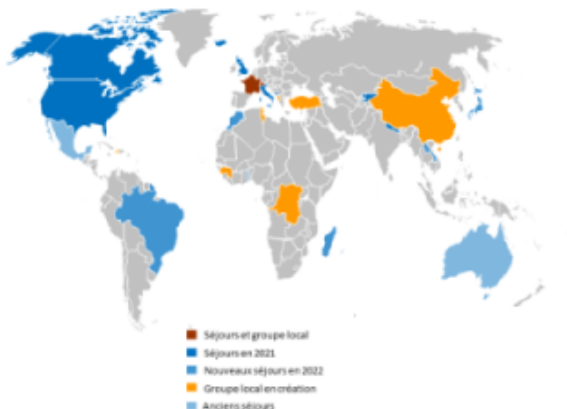 Séjours et groupe local
Séjours en 2021
Nouveaux séjours en 2022
Groupe local en création
Anciens séjours